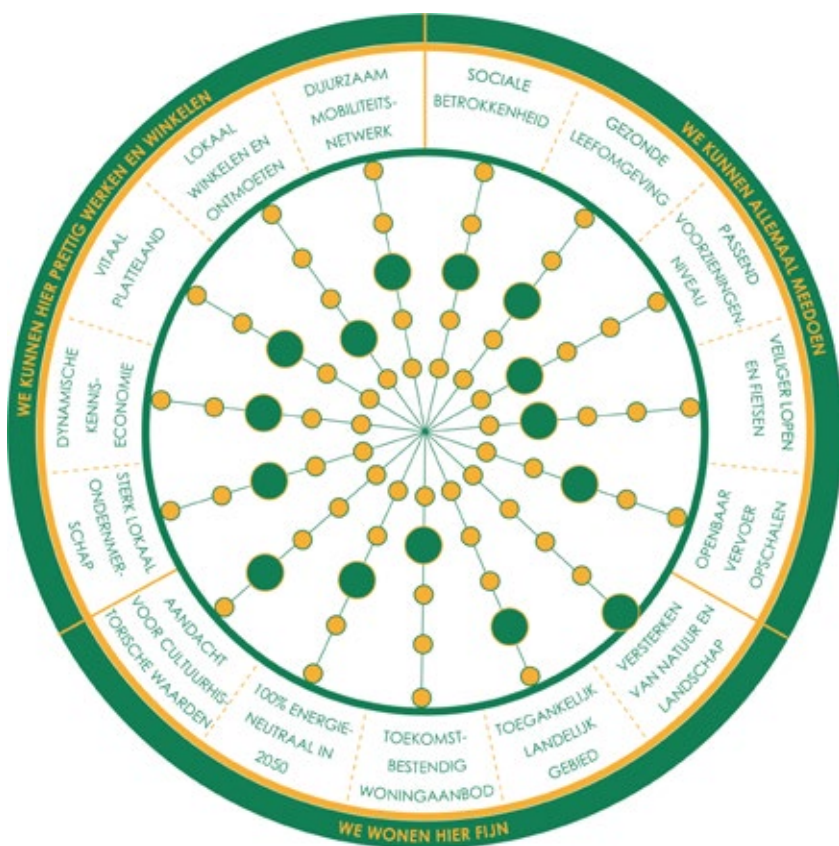 WE KUNNEN HIER PRETTIG WERKEN EN WINKELEN
WE KUNNEN ALLEMAAL MEEDOEN
WE WONEN HIER FIJN
SOCIALE
BETROKKENHEID
GEZONDE
LEEFOMGEVING
PASSEND
VOORZIENINGEN-
NIVEAU
VEILIGER LOPEN
EN FIETSEN
OPENBAAR
VERVOER
OPSCHALEN
VERSTERKEN
VAN NATUUR EN
LANDSCHAP
TOEGANKELIJK
LANDELIJK
GEBIED
TOEKOMST-
BESTENDIG
WONINGAANBOD
100% ENERGIE-
NEUTRAAL IN
2050
AANDACHT
VOOR CULTUURHIS-
TORISCHE WAARDEN
STERK LOKAAL
ONDERNMER-
SCHAP
DYNAMISCHE
KENNIS-
ECONOMIE
VITAAL
PLATTELAND
LOKAAL
WINKELEN EN
ONTMOETEN
DUURZAAM
MOBILITEITS-
NETWERK